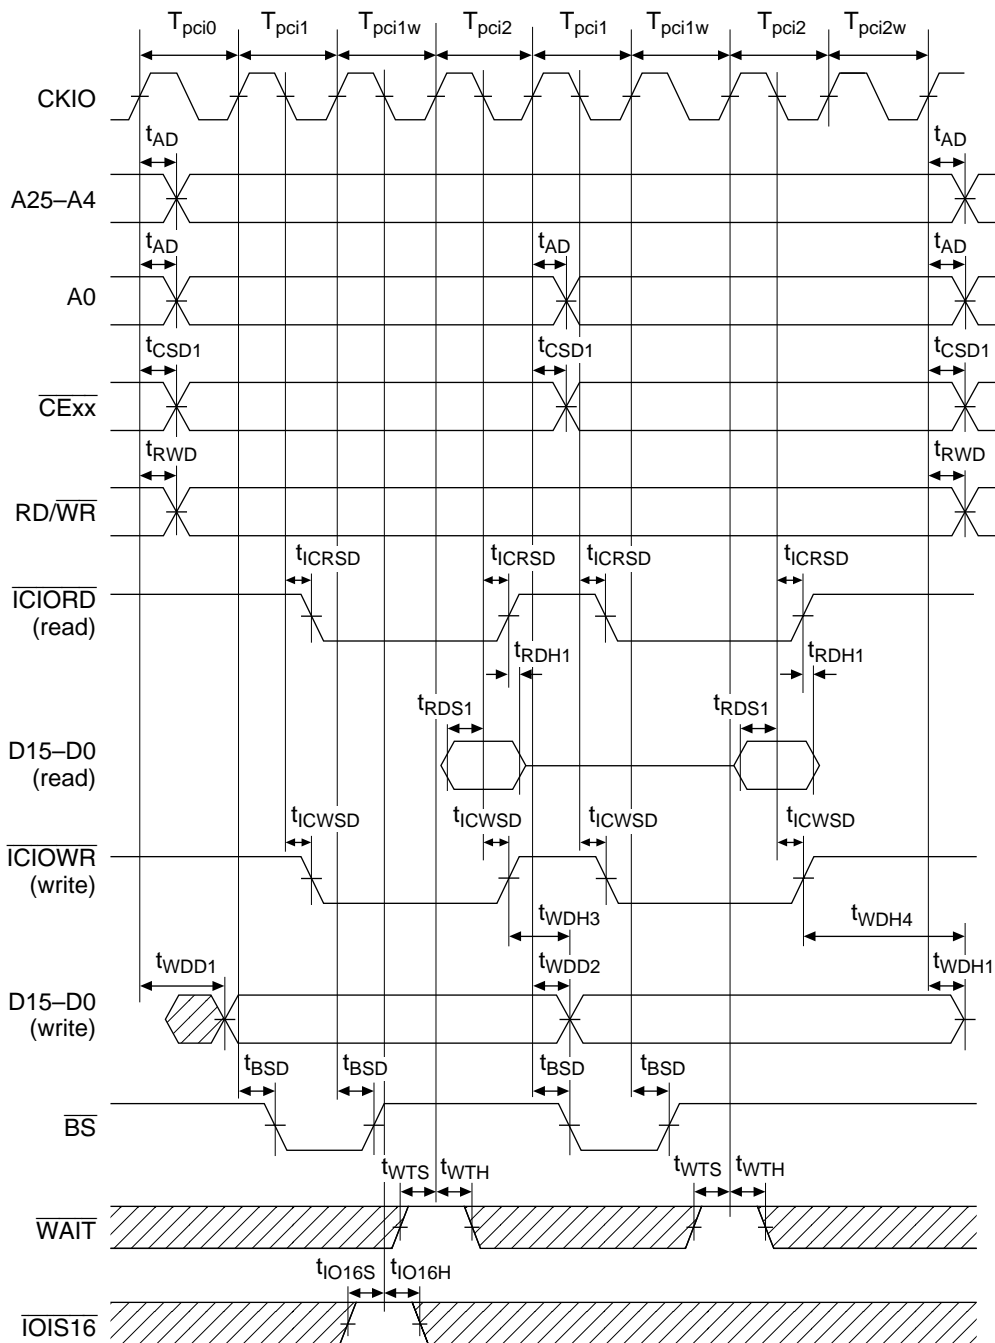 Tpci0 Tpci1 Tpci1w Tpci2 Tpci1 Tpci1w Tpci2 Tpci2w
CKIO
tAD tAD
A25–A4
tAD tAD tAD
A0
tCSD1 tCSD1 tCSD1
CExx
tRWD tRWD
RD/WR
tICRSD tICRSD tICRSD tICRSD
ICIORD
(read)
tRDH1 tRDH1
tRDS1 tRDS1
D15–D0
(read)
tICWSD tICWSD tICWSD tICWSD
ICIOWR
(write)
tWDH3 tWDH4
tWDD1 tWDD2 tWDH1
D15–D0
(write)
tBSD tBSD tBSD tBSD
BS
tWTS tWTH tWTS tWTH
WAIT
tIO16S tIO16H
IOIS16